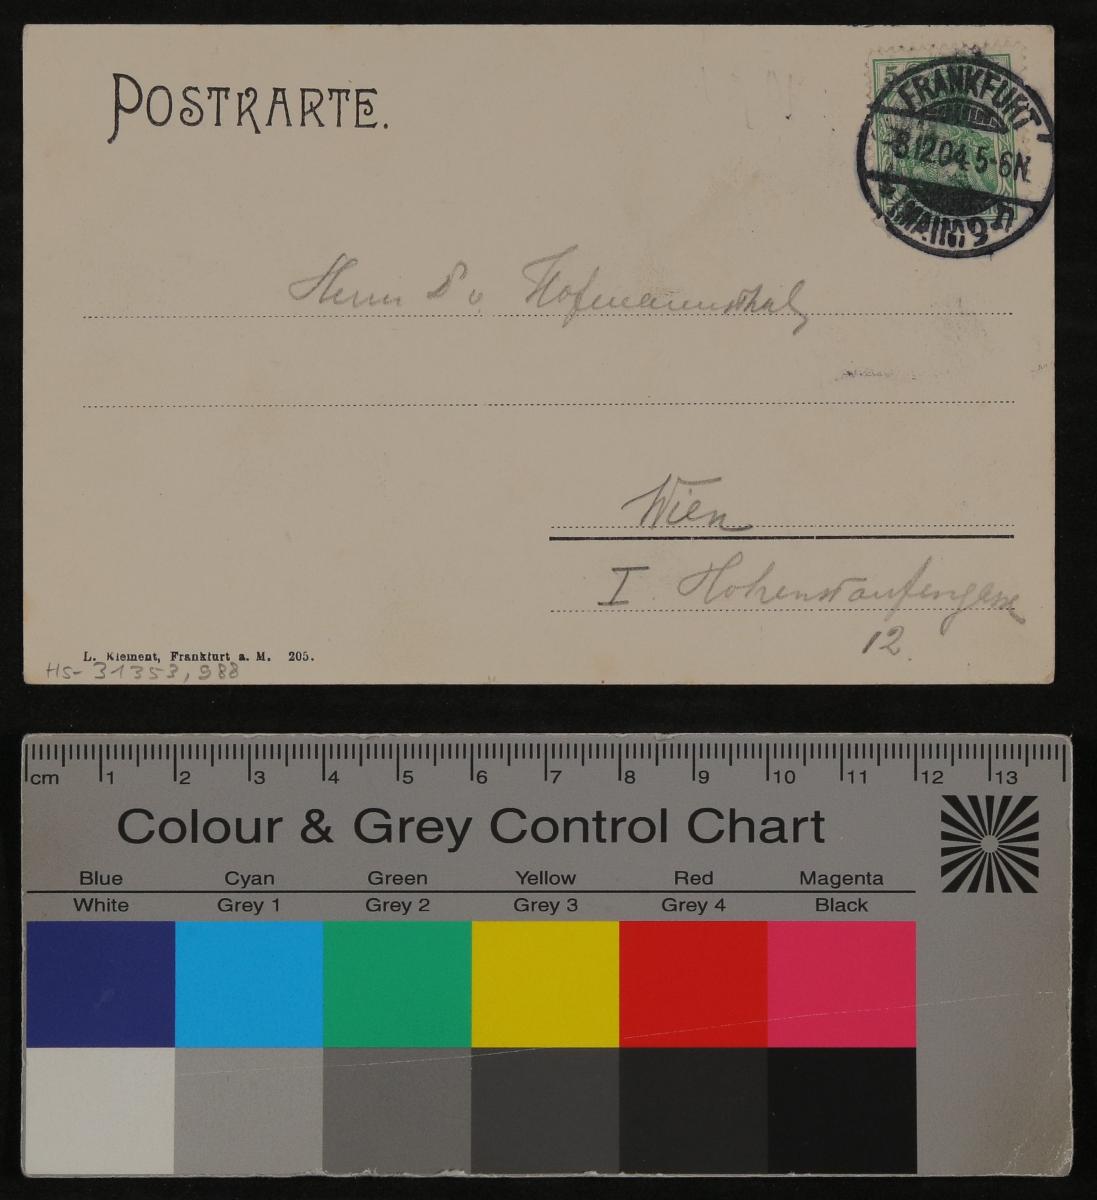 POSTKARTE.
5
FRANKFURT
8.12.04. 5-6N.
(MAIN) 9
Herrn Dr v Hofmannsthal
Wien
I Hohenstaufengasse
12.
L. Klement, Frankfurt a. M. 205.
HS-31353,988
cm 1 2 3 4 5 6 7 8 9 10 11 12 13
Colour & Grey Control Chart
Blue Cyan Green Yellow Red Magenta
White Grey 1 Grey 2 Grey 3 Grey 4 Black